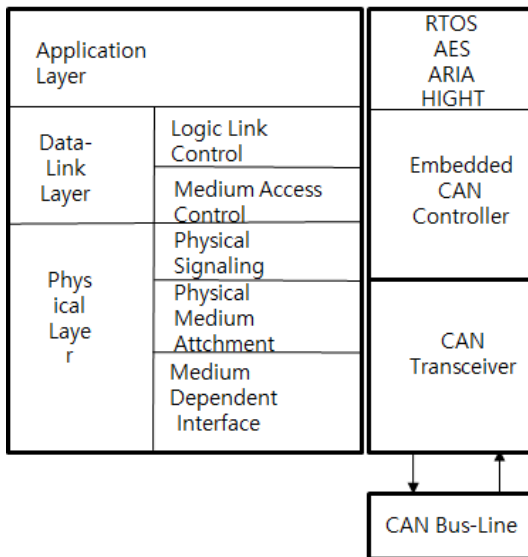 Application
Layer
Data-
Link
Layer
Logic Link
Control
Medium Access
Control
Phys
ical
Laye
r
Physical
Signaling
Physical
Medium
Attchment
Medium
Dependent
Interface
RTOS
AES
ARIA
HIGHT
Embedded
CAN
Controller
CAN
Transceiver
CAN Bus-Line